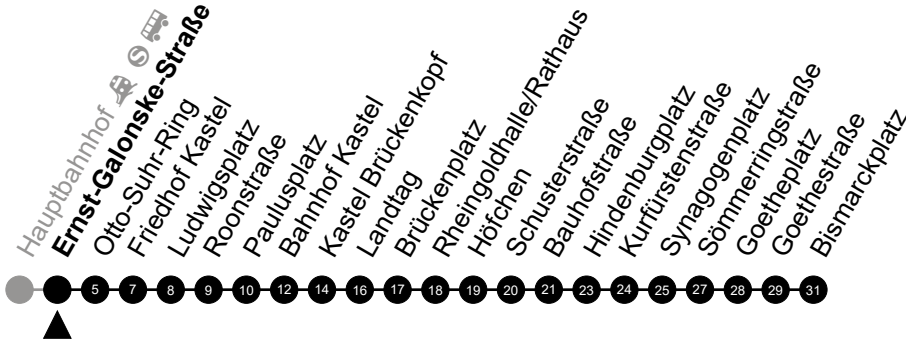 Hauptbahnhof S
Ernst-Galonske-Straße
Otto-Suhr-Ring
Friedhof Kastel
Ludwigsplatz
Roonstraße
Paulusplatz
Bahnhof Kastel
Kastel Brückenkopf
Landtag
Brückenplatz
Rheingoldhalle/Rathaus
Höfchen
Schusterstraße
Bauhofstraße
Hindenburgplatz
Kurfürstenstraße
Synagogenplatz
Sömmerringstraße
Goetheplatz
Goethestraße
Bismarckplatz
5 7 8 9 10 12 14 16 17 18 19 20 21 23 24 25 27 28 29 31